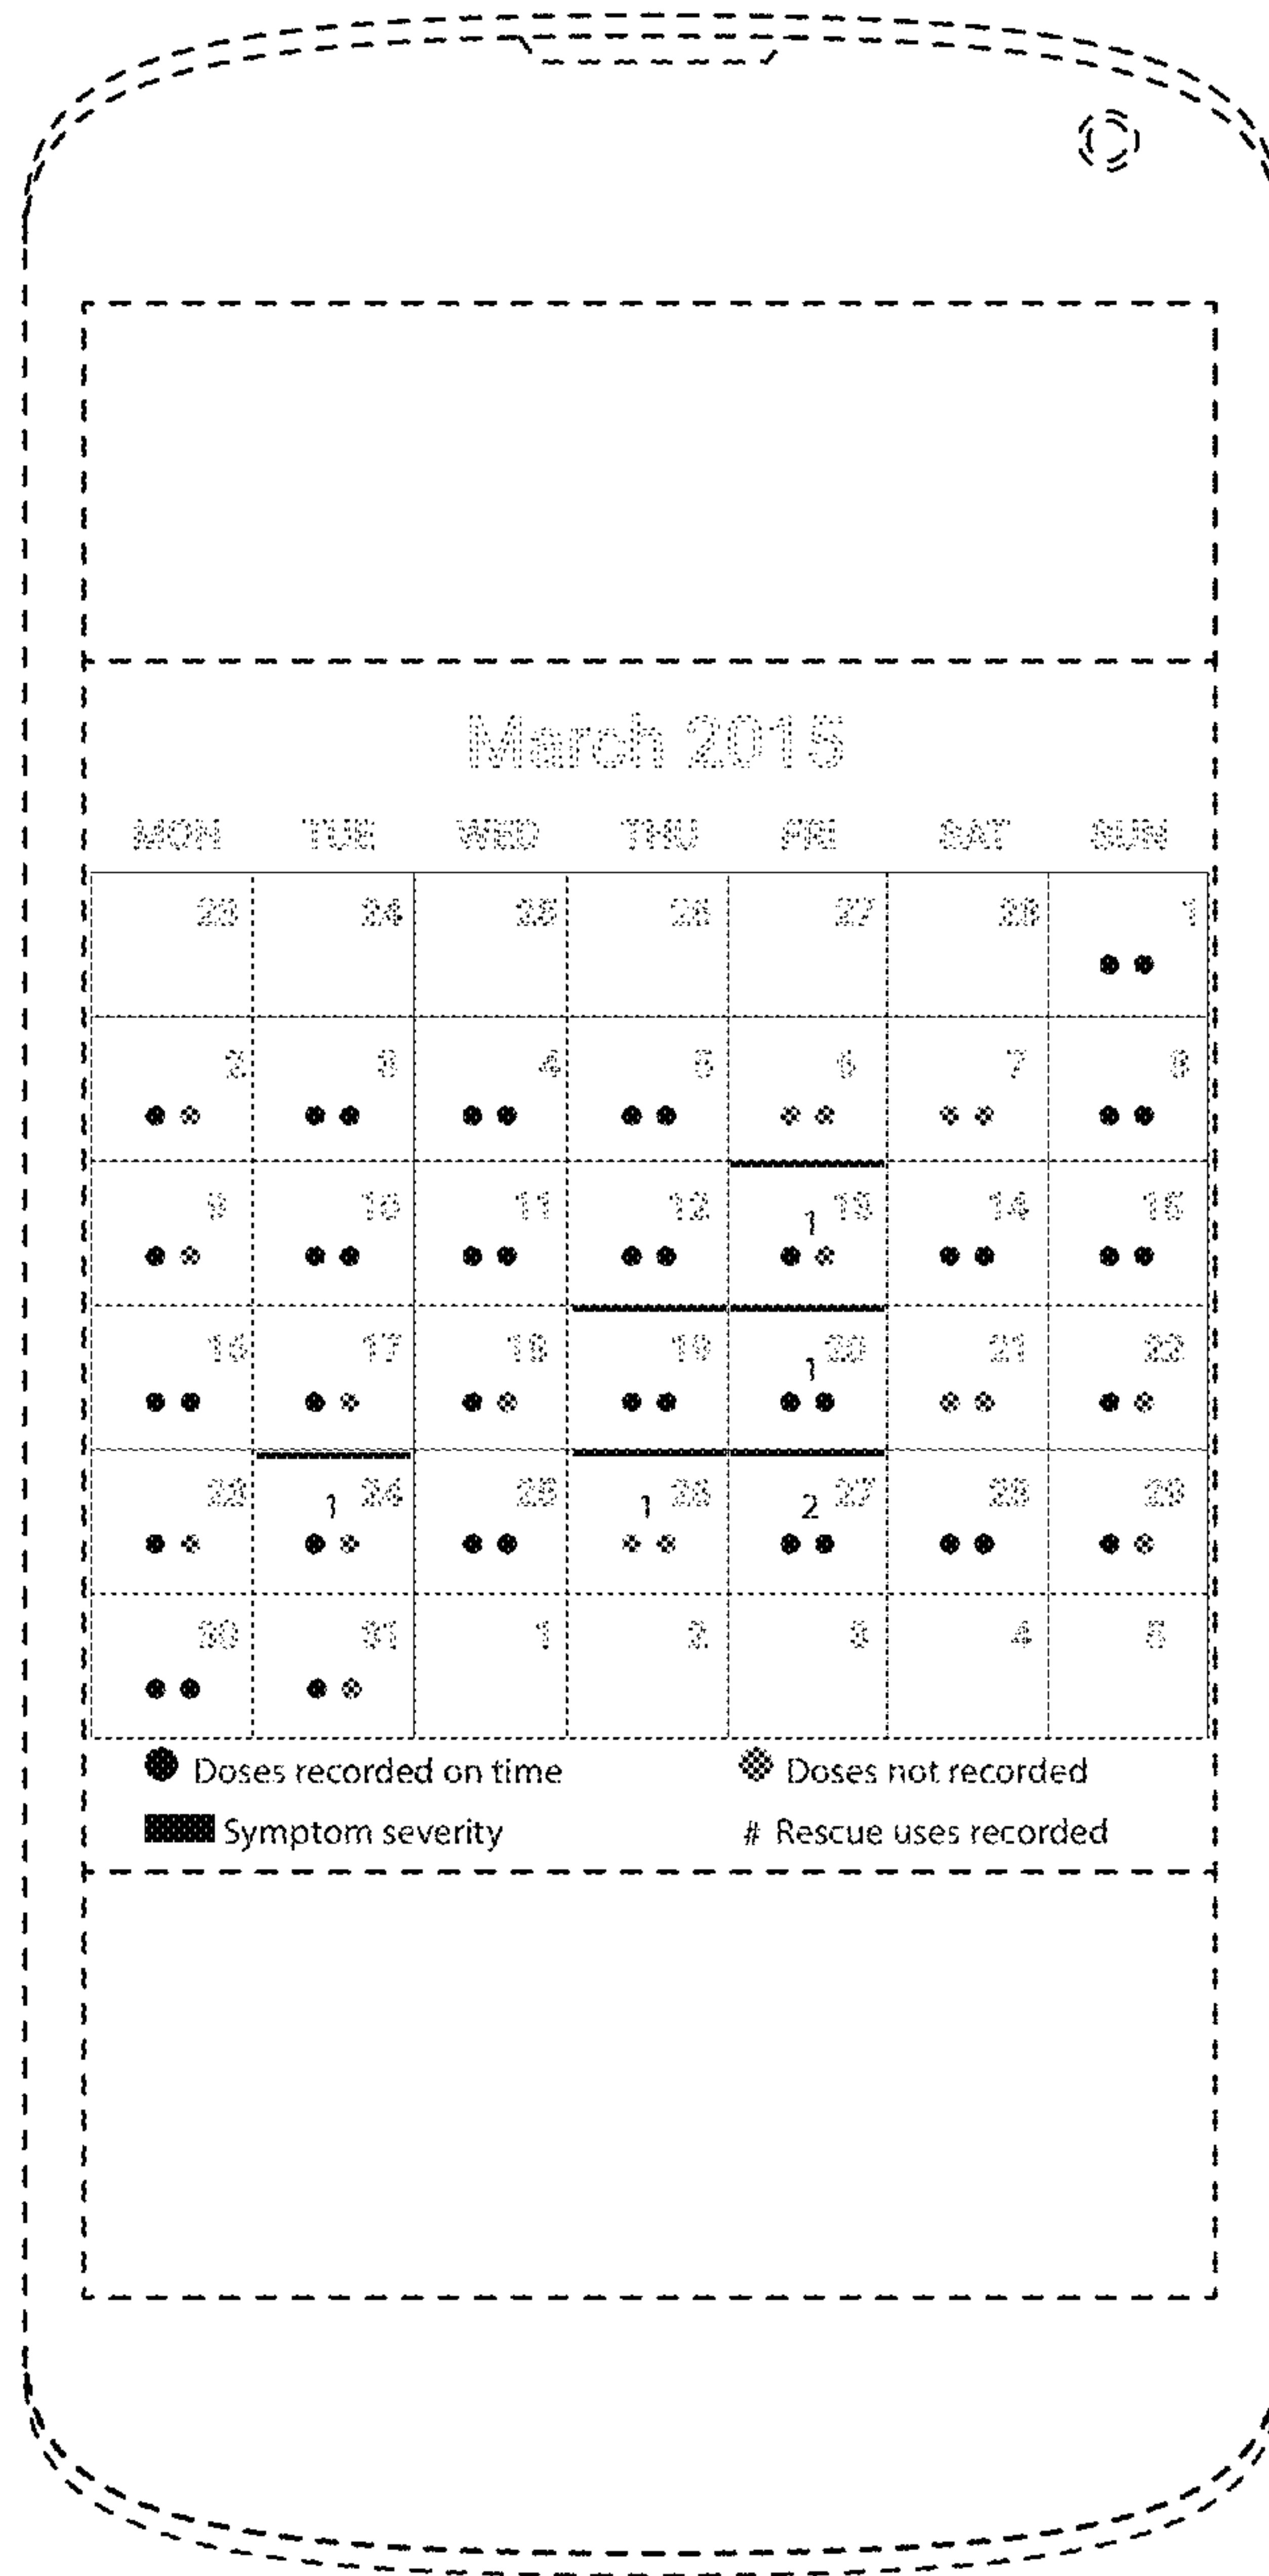 March 2015
MON TUE WED THU FRI SAT SUN
23 24 25 26 27 28 1
2 3 4 5 6 7 8
9 10 11 12 1 13 14 15
16 17 18 19 1 20 21 22
23 1 24 25 1 26 2 27 28 29
30 31 1 2 3 4 5
Doses recorded on time Doses not recorded
Symptom severity # Rescue uses recorded